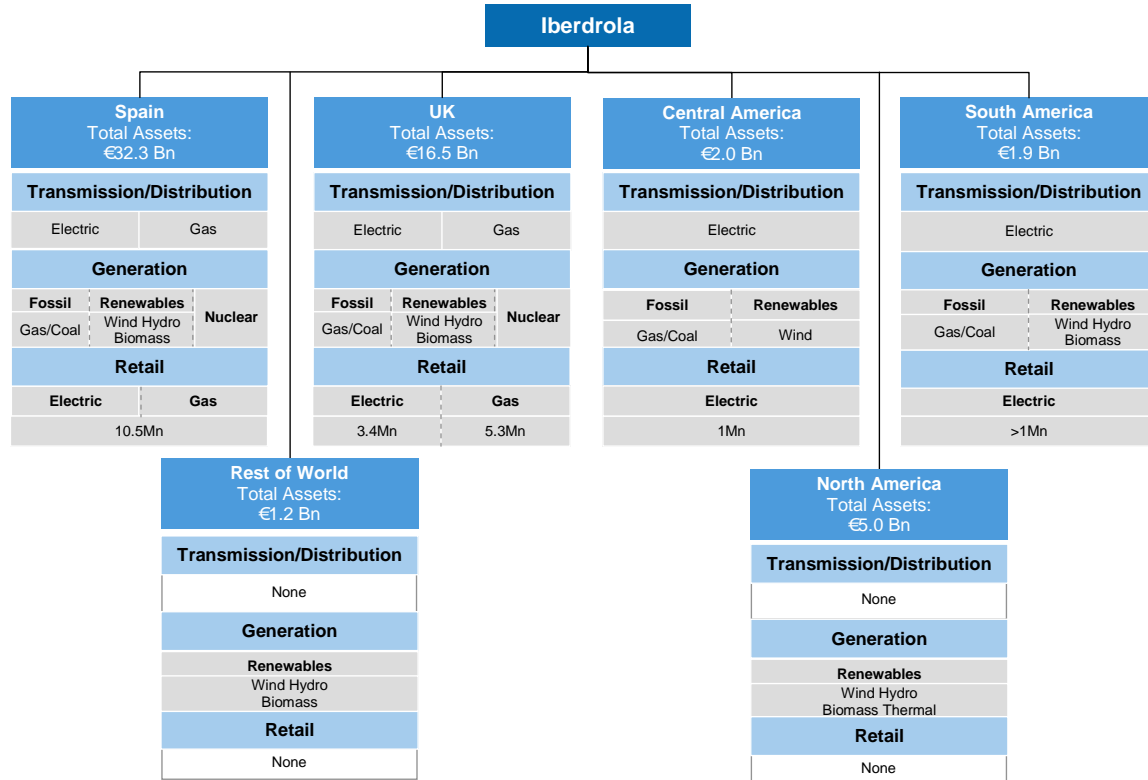 Iberdrola
Spain
Total Assets:
€32.3 Bn
Transmission/Distribution
Electric Gas
Generation
Fossil Renewables Nuclear
Gas/Coal Wind Hydro
Biomass
Retail
Electric Gas
10.5Mn
UK
Total Assets:
€16.5 Bn
Transmission/Distribution
Electric Gas
Generation
Fossil Renewables Nuclear
Gas/Coal Wind Hydro
Biomass
Retail
Electric Gas
3.4Mn 5.3Mn
Central America
Total Assets:
€2.0 Bn
Transmission/Distribution
Electric
Generation
Fossil Renewables
Gas/Coal Wind
Retail
Electric
1Mn
South America
Total Assets:
€1.9 Bn
Transmission/Distribution
Electric
Generation
Fossil Renewables
Gas/Coal Wind Hydro
Biomass
Retail
Electric
>1Mn
Rest of World
Total Assets:
€1.2 Bn
Transmission/Distribution
None
Generation
Renewables
Wind Hydro
Biomass
Retail
None
North America
Total Assets:
€5.0 Bn
Transmission/Distribution
None
Generation
Renewables
Wind Hydro
Biomass Thermal
Retail
None